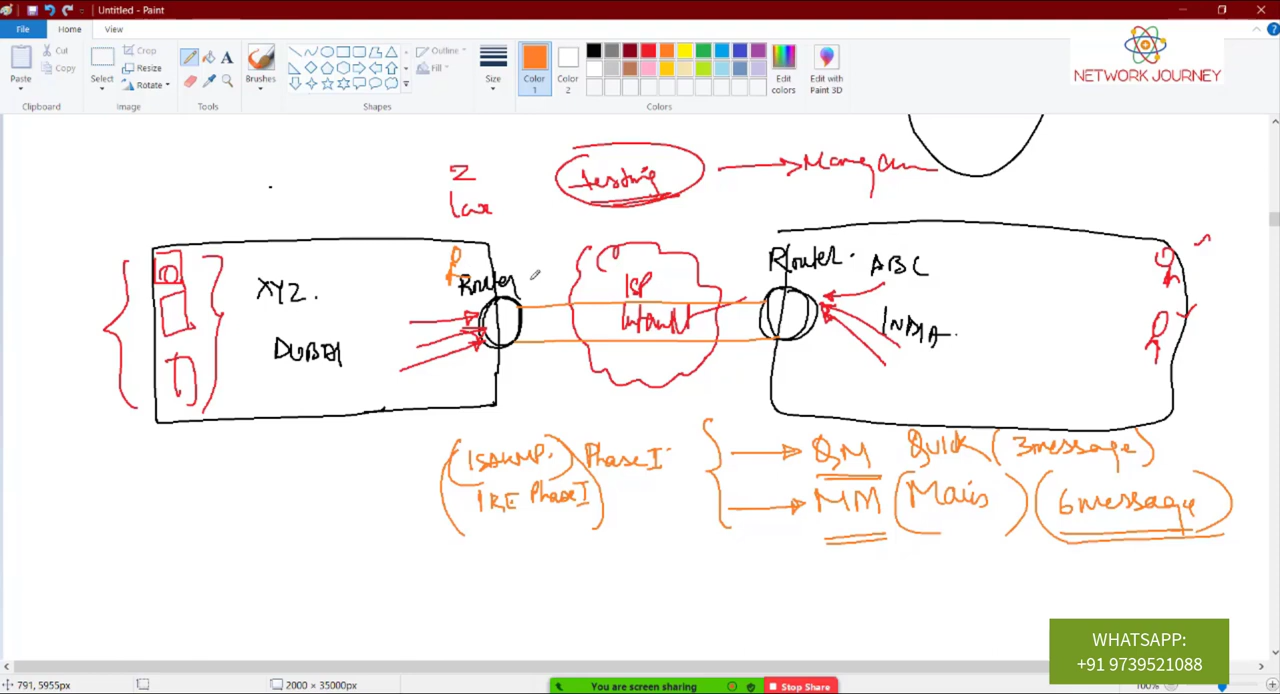 Untitled - Paint
File
Home
View
Paste
Cut
Copy
Clipboard
Select
Crop
Resize
Rotate
Image
Tools
Brushes
Shapes
Outline
Fill
Size
Color 1
Color 2
Colors
Edit colors
Edit with Paint 3D
NETWORK JOURNEY
2
Testing
Router
XYZ.
DUBAI
ISP
Router.
ABC
INDIA.
(ISAKMP.) Phase I
IKE Phase I
QM Quick (3message)
MM (Main) (6message)
WHATSAPP:
+91 9739521088
791, 5955px
2000 × 35000px
You are screen sharing
Stop Share
100%